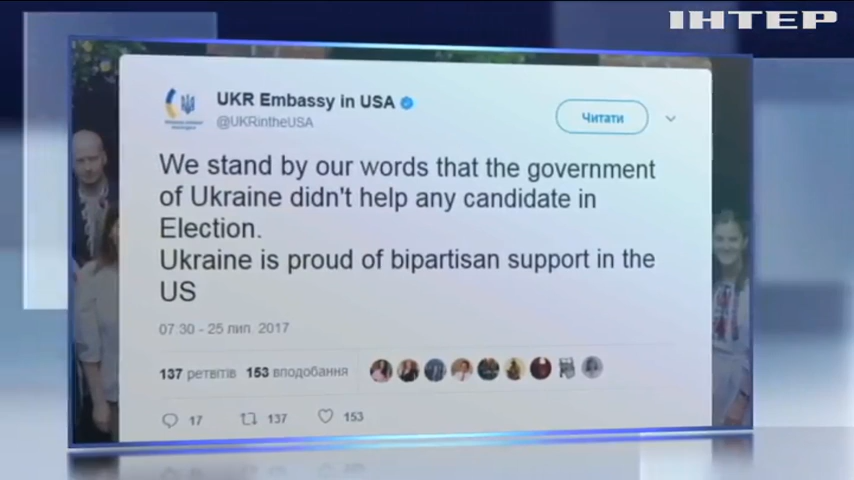 ІНТЕР
UKR Embassy in USA
@UKRintheUSA
Читати
We stand by our words that the government
of Ukraine didn't help any candidate in
Election.
Ukraine is proud of bipartisan support in the
US
07:30 - 25 лип. 2017
137 ретвітів 153 вподобання
17 137 153